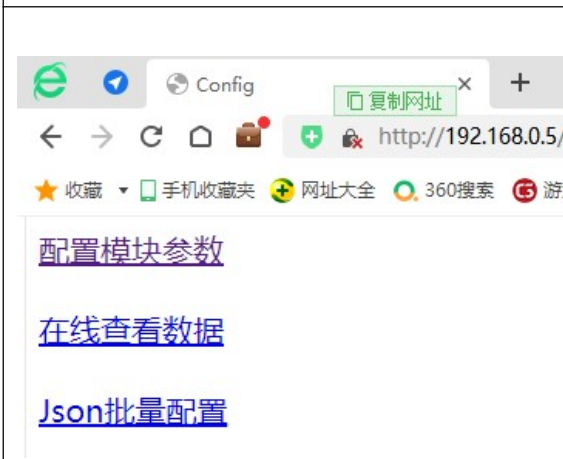 Config
复制网址
http://192.168.0.5/
收藏 手机收藏夹 网址大全 360搜索 游
配置模块参数
在线查看数据
Json批量配置